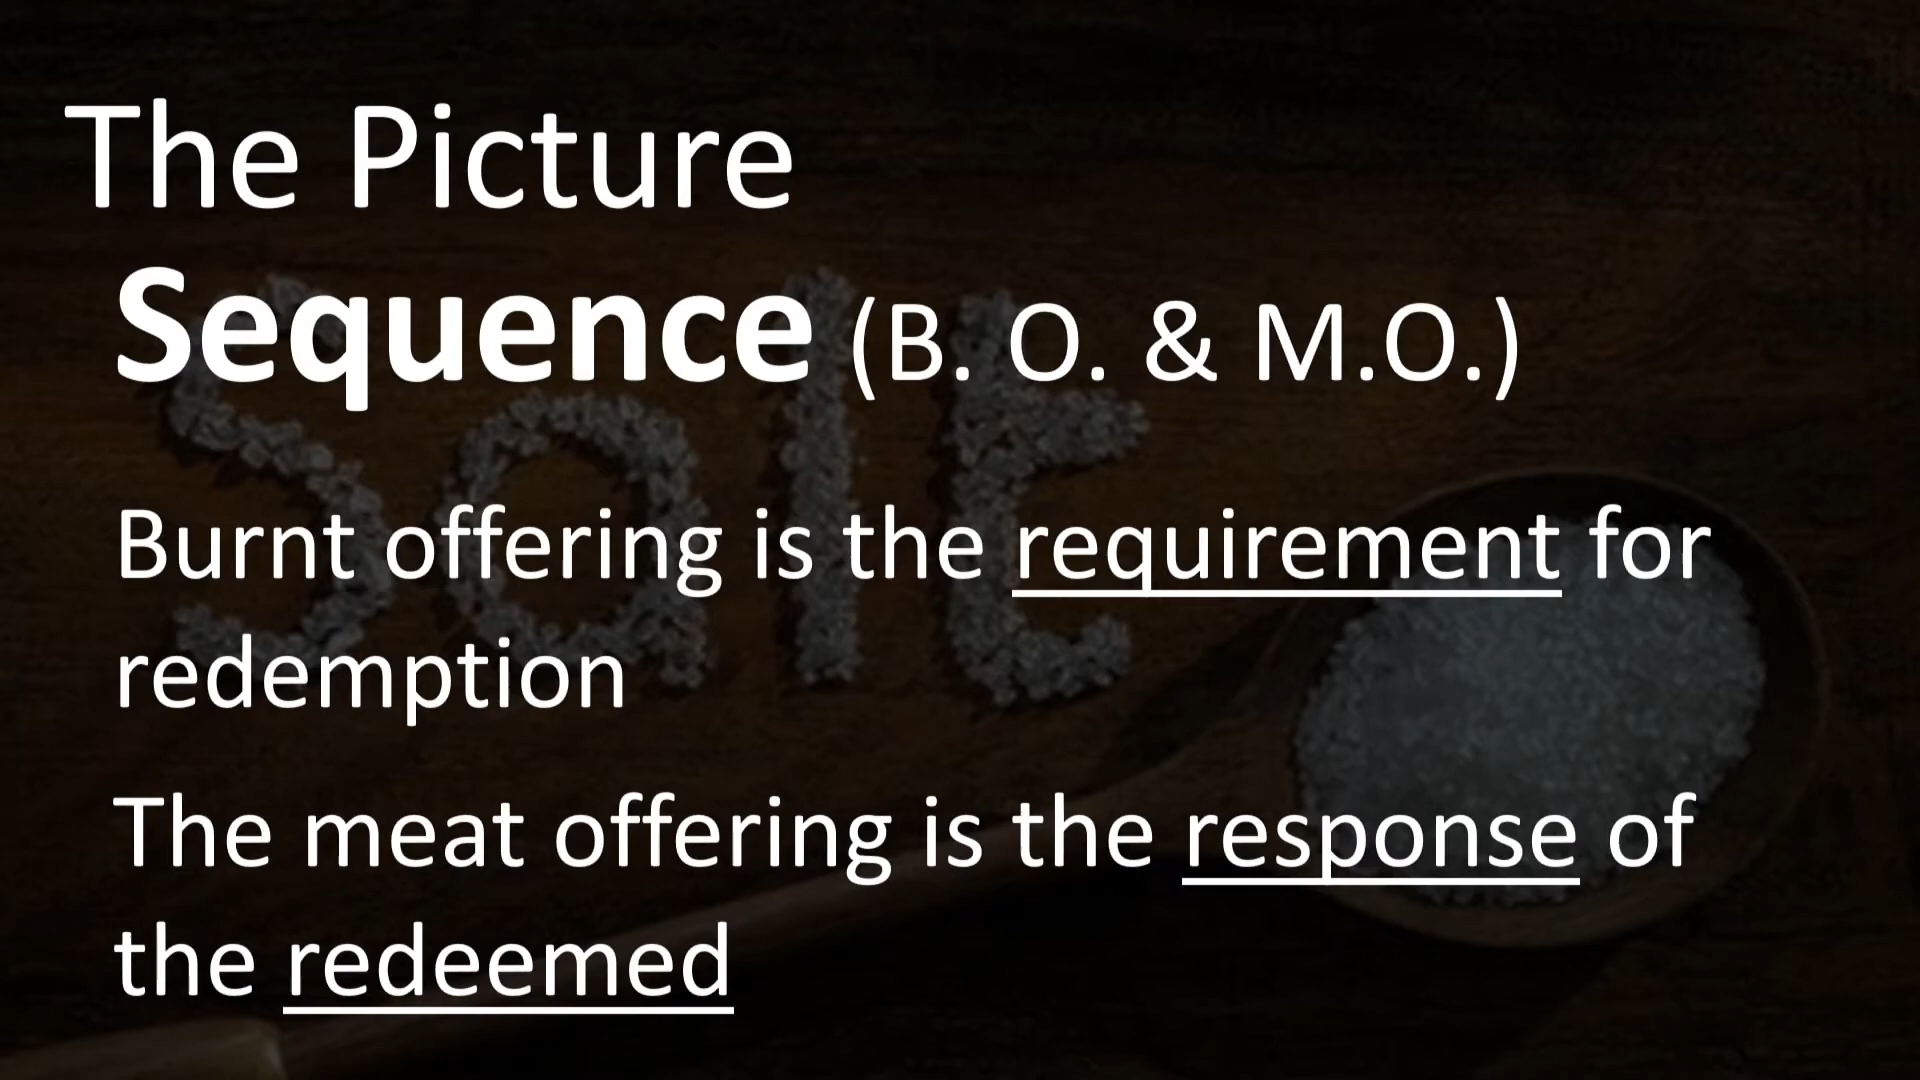 The Picture
Sequence (B. O. & M.O.)
Salt
Burnt offering is the requirement for
redemption
The meat offering is the response of
the redeemed